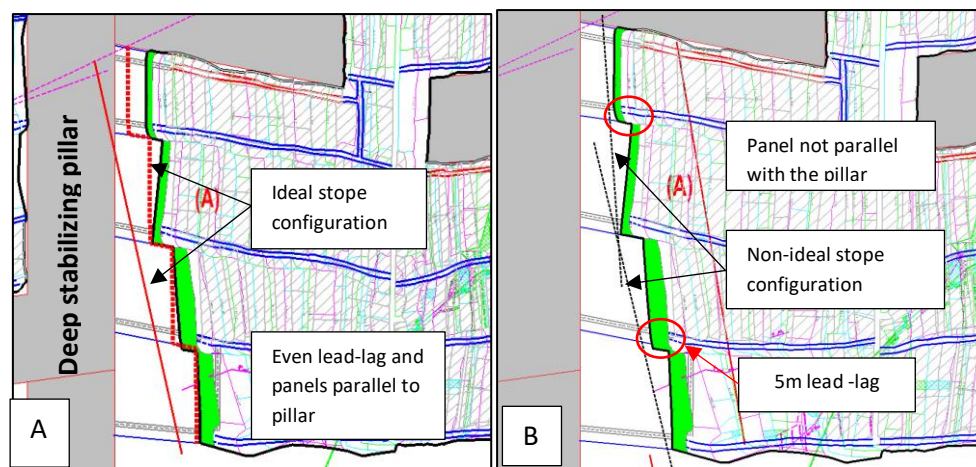 Deep stabilizing pillar
(A)
Ideal stope
configuration
Even lead-lag and
panels parallel to
pillar
A
(A)
Panel not parallel
with the pillar
Non-ideal stope
configuration
5m lead -lag
B